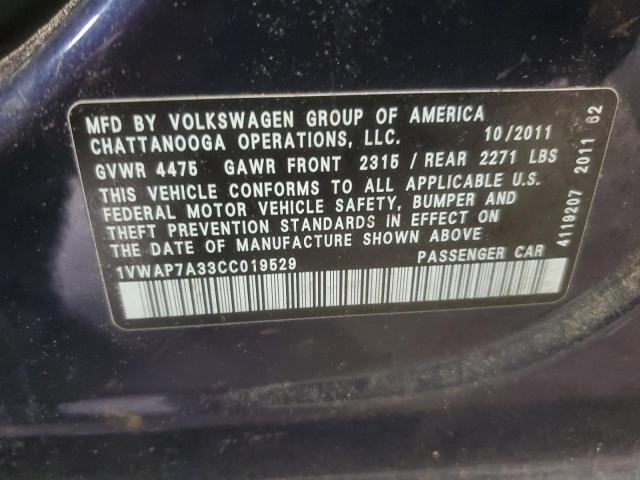 MFD BY VOLKSWAGEN GROUP OF AMERICA
CHATTANOOGA OPERATIONS, LLC. 10/2011
GVWR 4475 GAWR FRONT 2315 / REAR 2271 LBS
THIS VEHICLE CONFORMS TO ALL APPLICABLE U.S.
FEDERAL MOTOR VEHICLE SAFETY, BUMPER AND
THEFT PREVENTION STANDARDS IN EFFECT ON
THE DATE OF MANUFACTURE SHOWN ABOVE
1VWAP7A33CC019529 PASSENGER CAR
4119207 2011 62